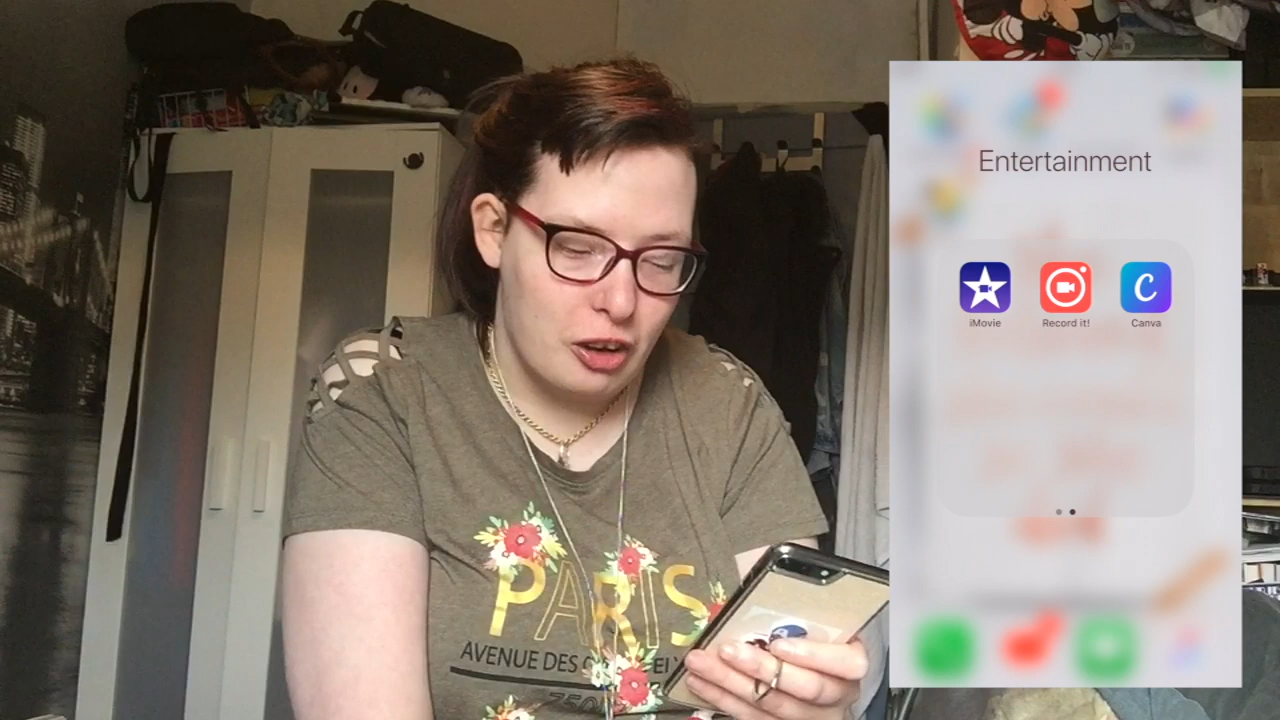 Entertainment
iMovie
Record it!
Canva
PARIS
AVENUE DES